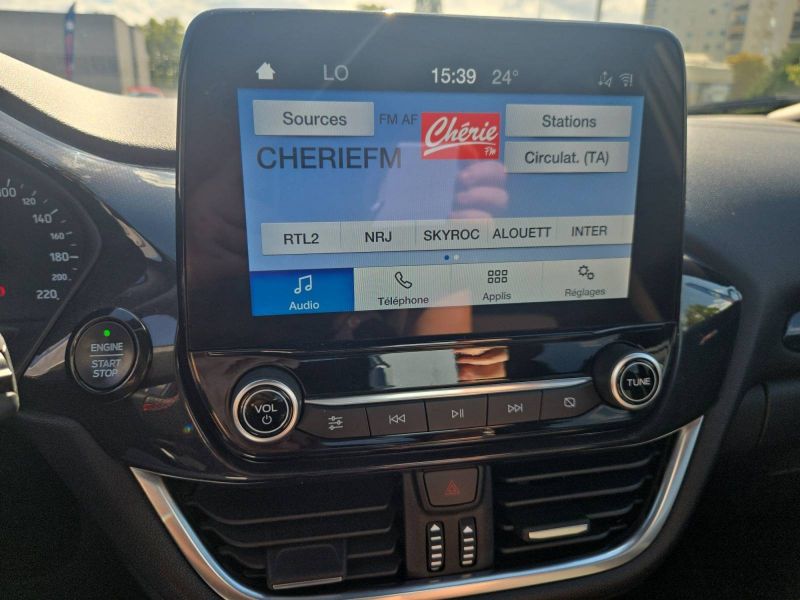 LO 15:39 24°
Sources FM AF Chérie FM Stations
CHERIEFM Circulat. (TA)
RTL2 NRJ SKYROC ALOUETT INTER
Audio Téléphone Applis Réglages
100
140
160
180
200
220
ENGINE
START
STOP
VOL
TUNE